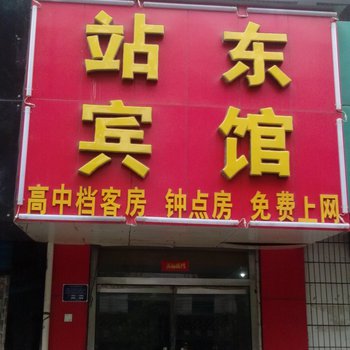 站东
宾馆
高中档客房 钟点房 免费上网